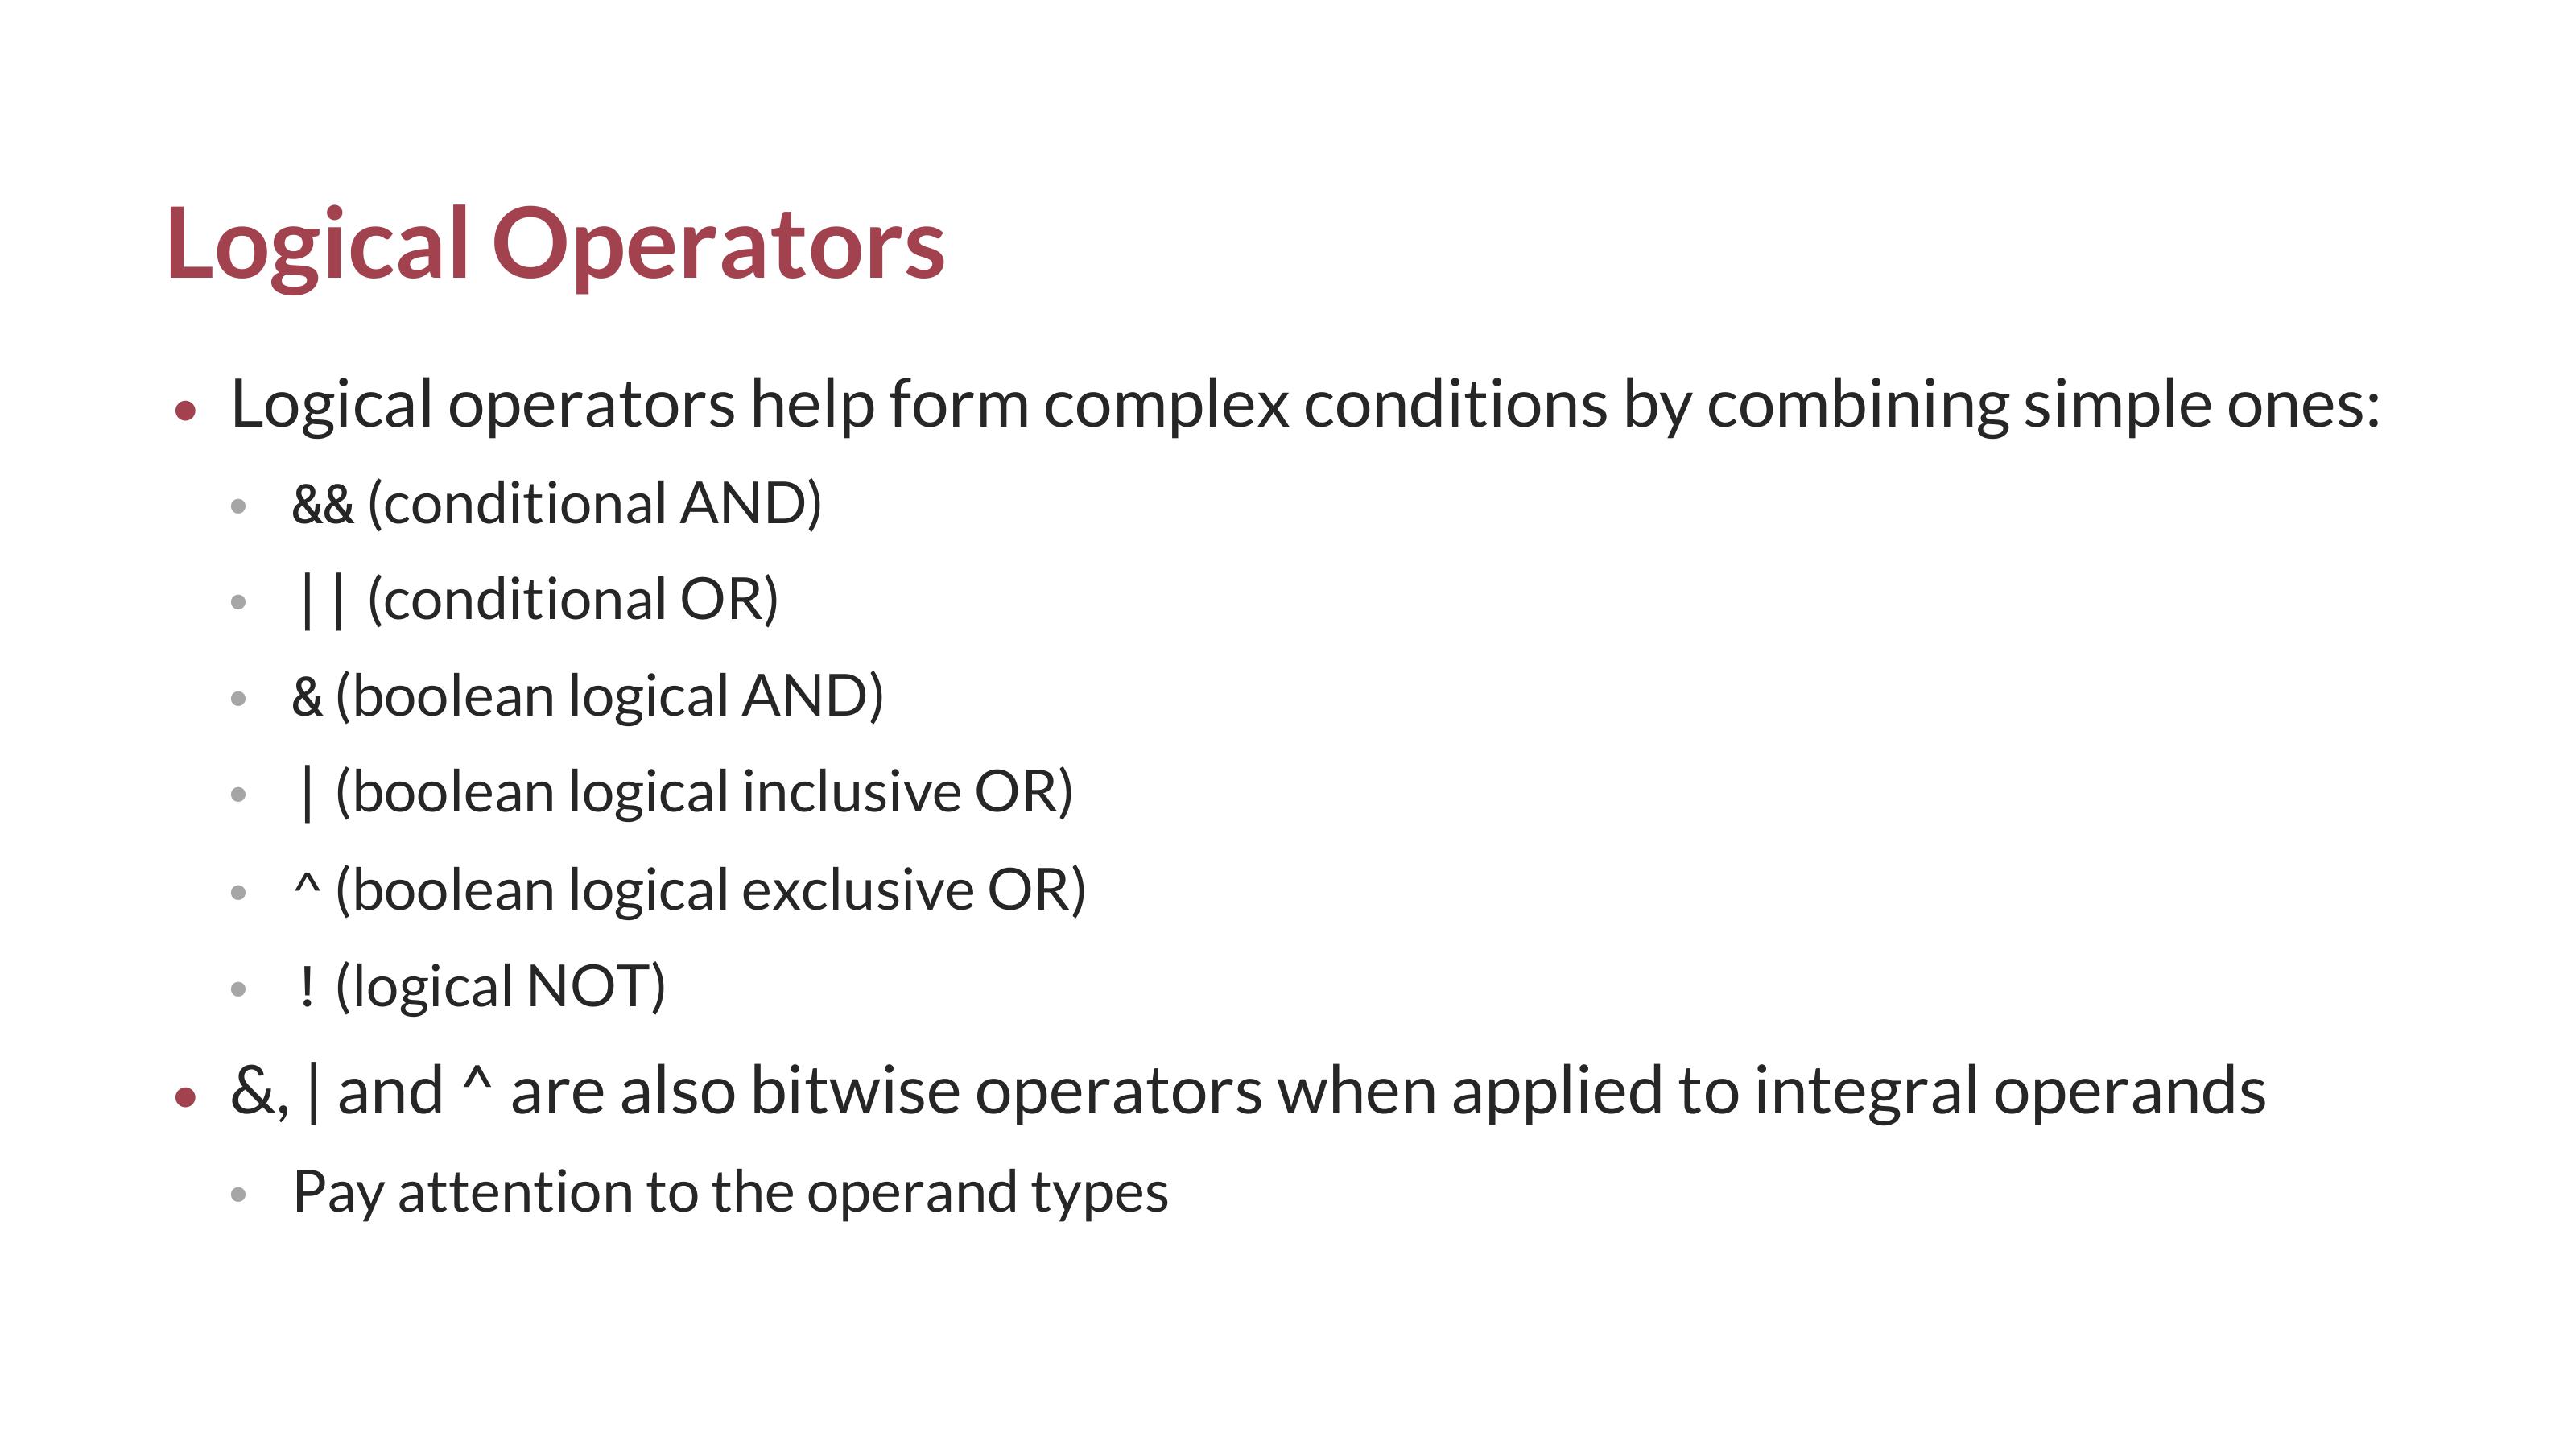 Logical Operators
• Logical operators help form complex conditions by combining simple ones:
• && (conditional AND)
• || (conditional OR)
• & (boolean logical AND)
• | (boolean logical inclusive OR)
• ^ (boolean logical exclusive OR)
• ! (logical NOT)
• &, | and ^ are also bitwise operators when applied to integral operands
• Pay attention to the operand types